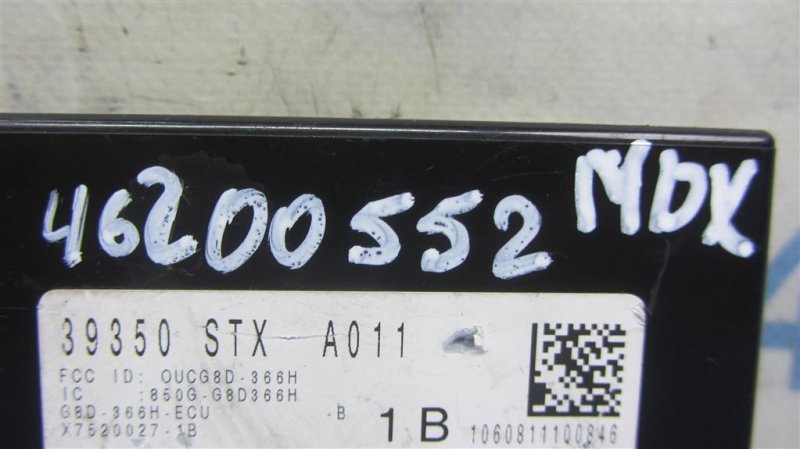 46200552 MDX
39350 STX A011
FCC ID: OUCG8D-366H
IC :850G-G8D366H
G8D-366H-ECU -B 1B
X7520027-1B 1060811100846